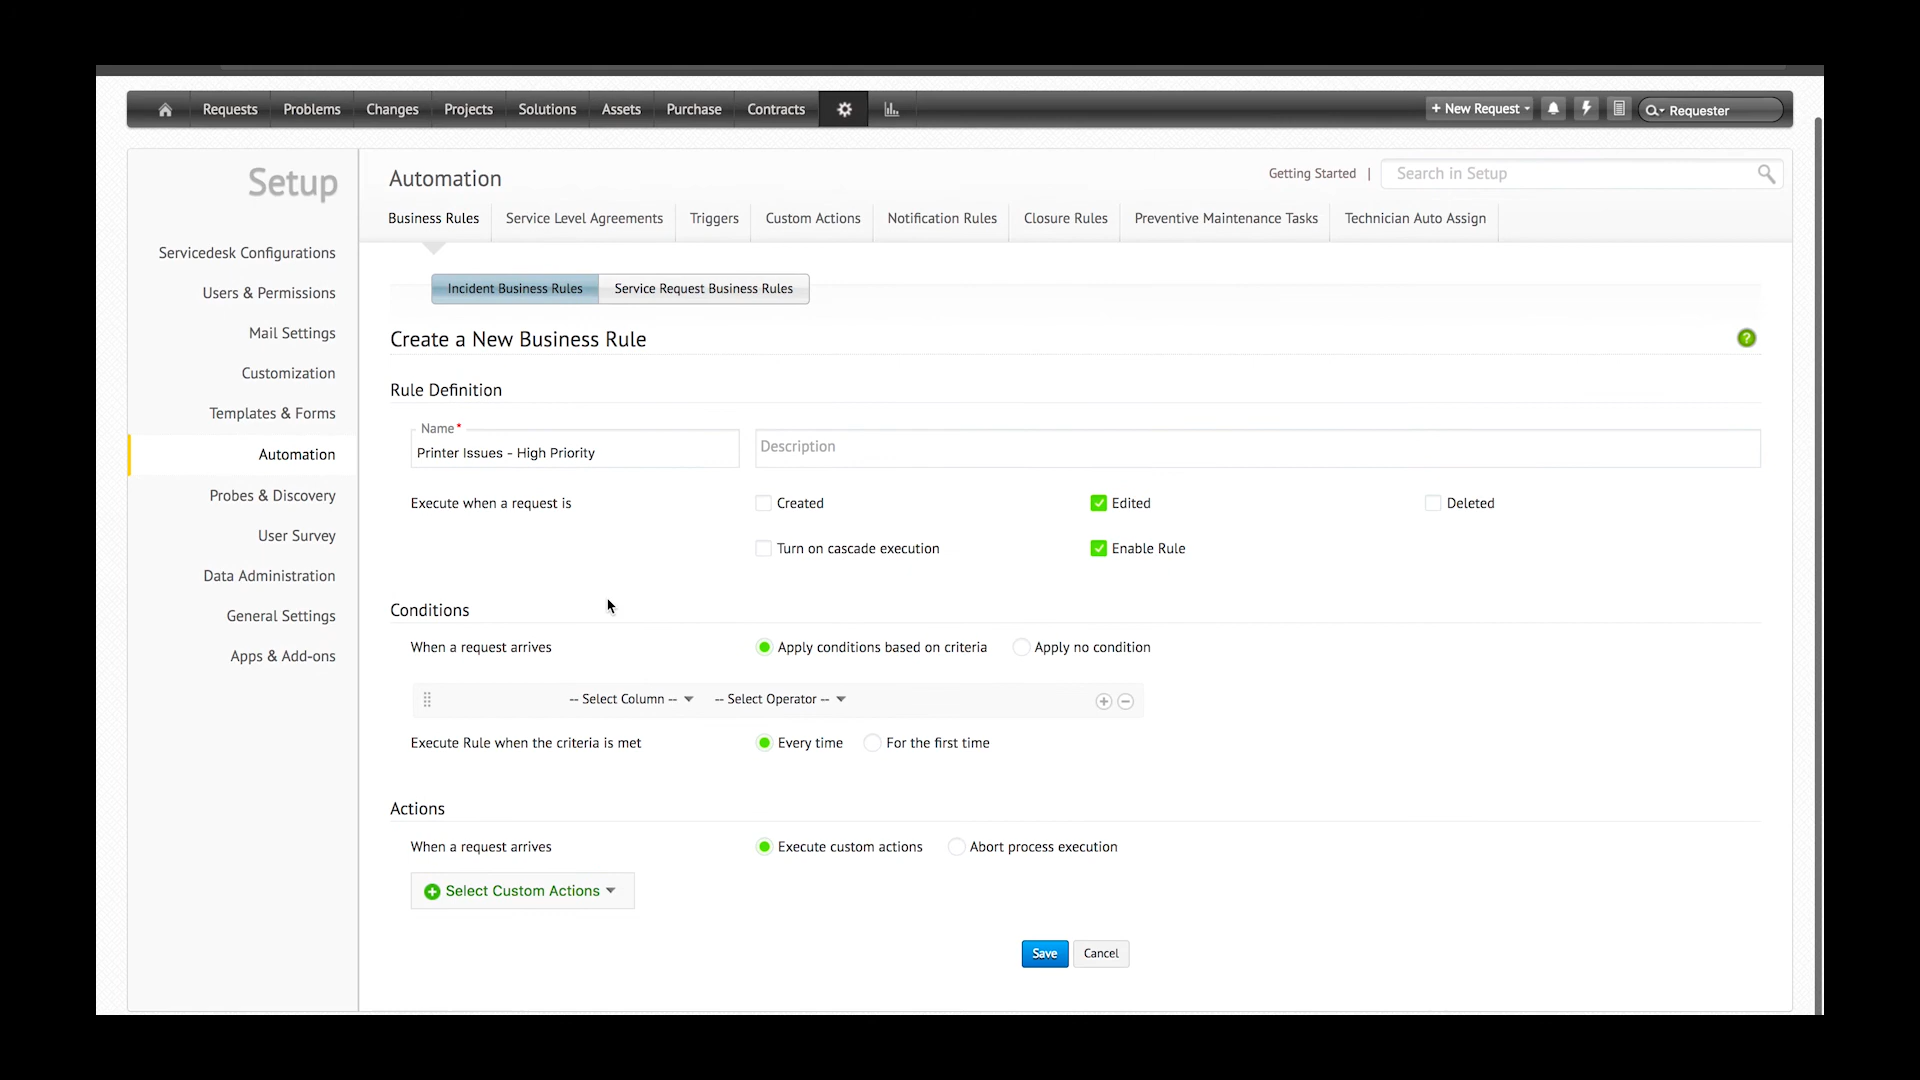 Requests Problems Changes Projects Solutions Assets Purchase Contracts + New Request Requester
Setup
Automation
Getting Started | Search in Setup
Business Rules Service Level Agreements Triggers Custom Actions Notification Rules Closure Rules Preventive Maintenance Tasks Technician Auto Assign
Servicedesk Configurations
Users & Permissions
Mail Settings
Customization
Templates & Forms
Automation
Probes & Discovery
User Survey
Data Administration
General Settings
Apps & Add-ons
Incident Business Rules Service Request Business Rules
Create a New Business Rule ?
Rule Definition
Name *
Printer Issues - High Priority
Description
Execute when a request is Created Edited Deleted
Turn on cascade execution Enable Rule
Conditions
When a request arrives Apply conditions based on criteria Apply no condition
-- Select Column -- -- Select Operator --
Execute Rule when the criteria is met Every time For the first time
Actions
When a request arrives Execute custom actions Abort process execution
Select Custom Actions
Save Cancel